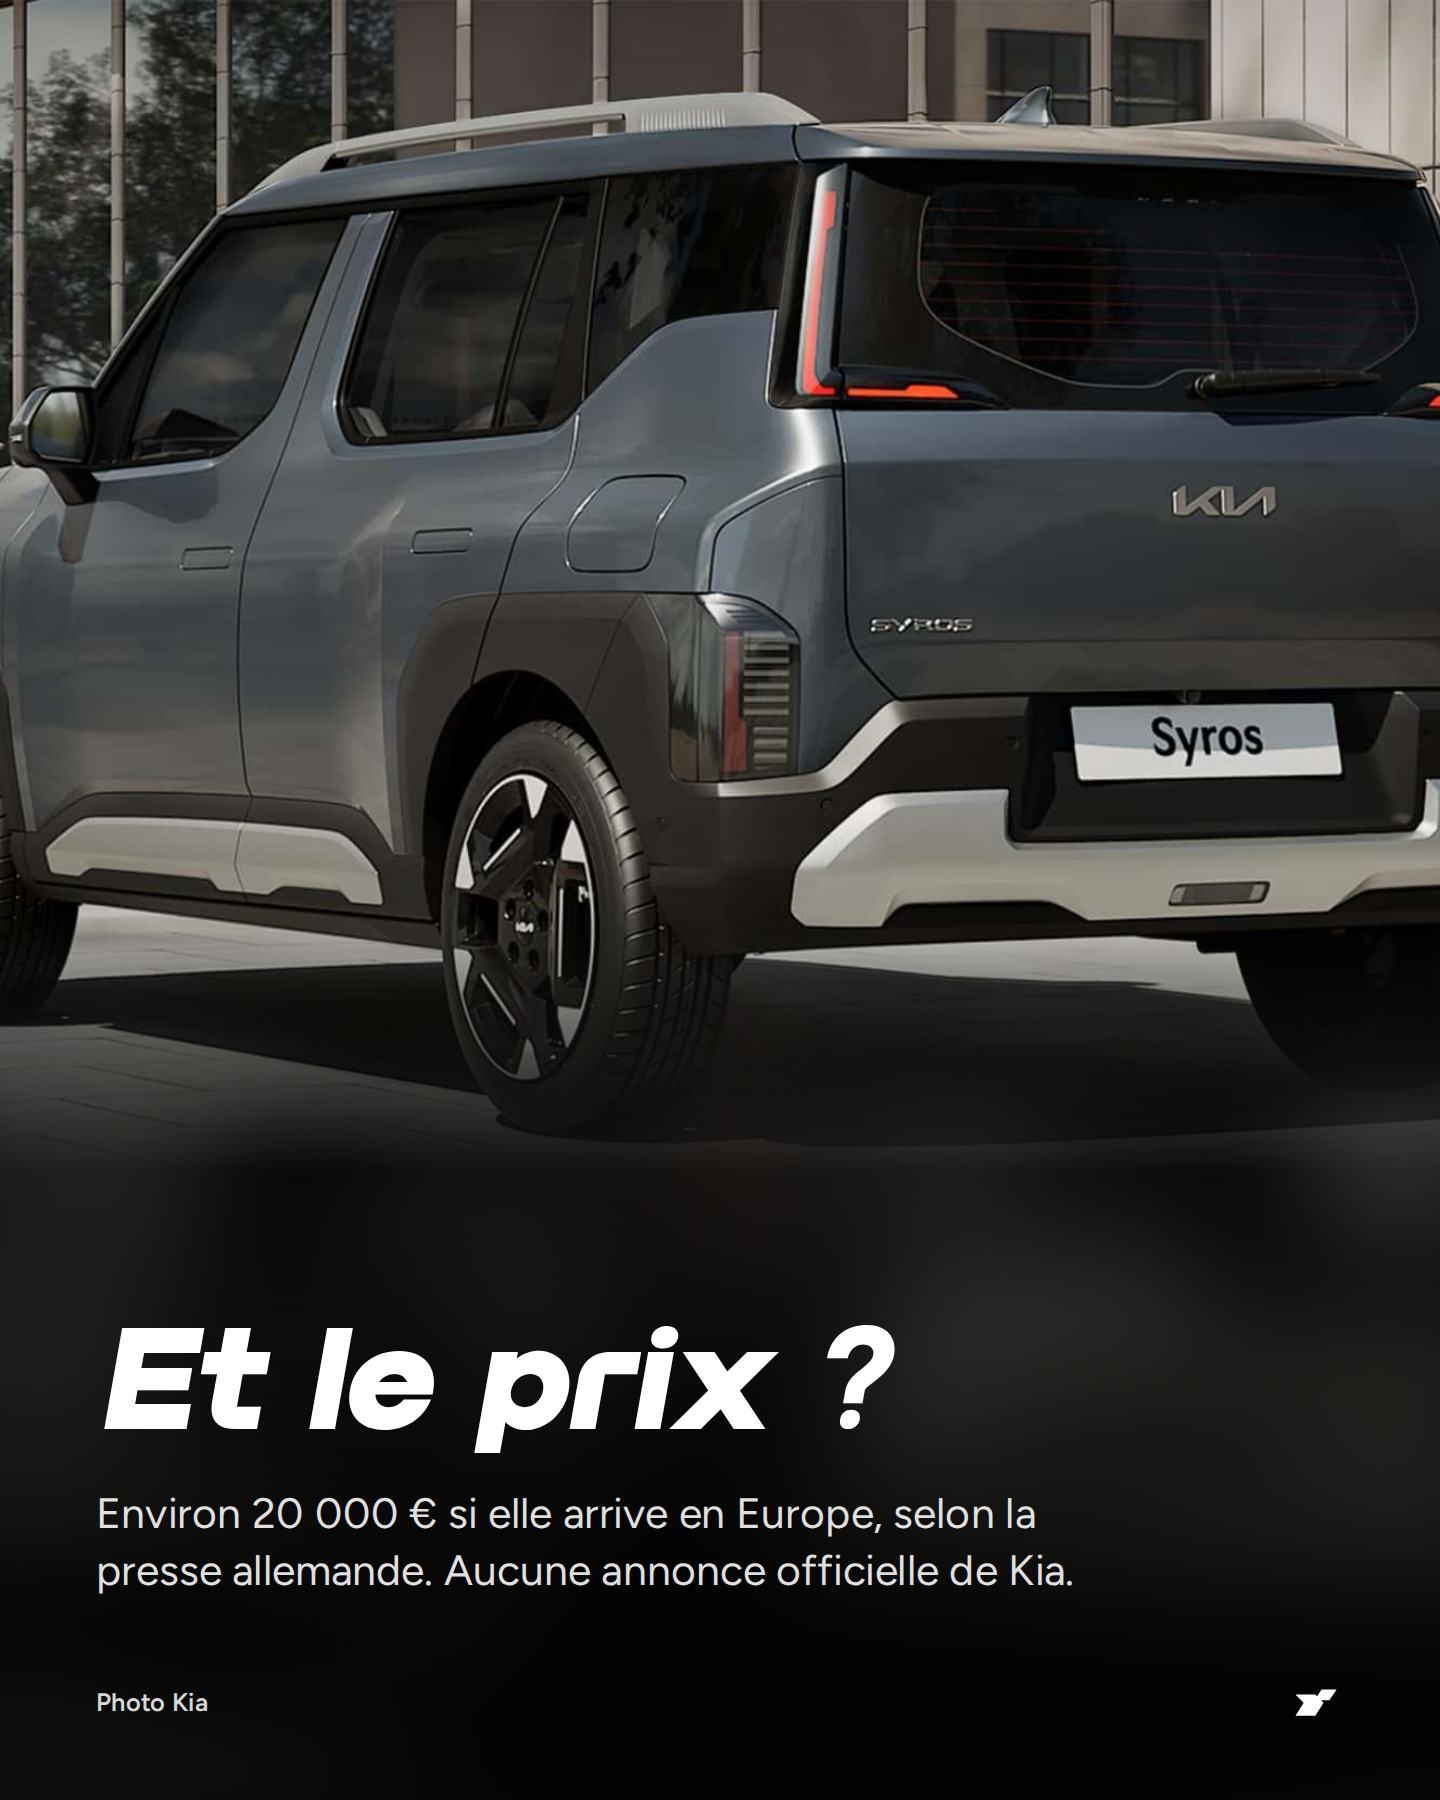 KIA
SYROS
Syros
KIA
Et le prix ?
Environ 20 000 € si elle arrive en Europe, selon la
presse allemande. Aucune annonce officielle de Kia.
Photo Kia